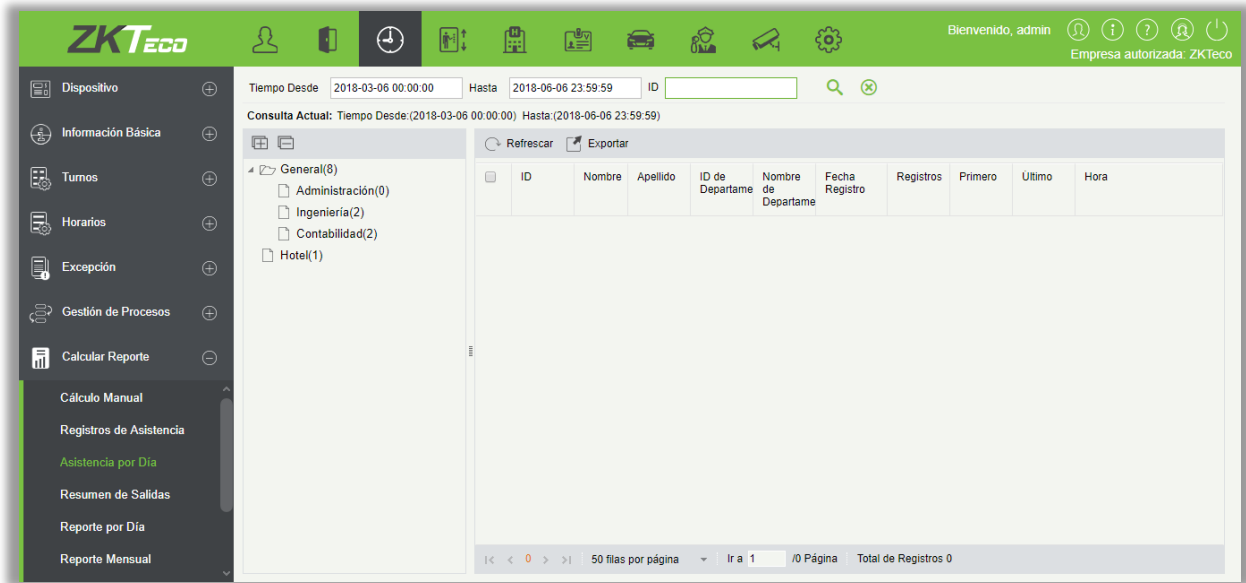 ZKTECO
Bienvenido, admin
Empresa autorizada: ZKTeco
Dispositivo
Información Básica
Turnos
Horarios
Excepción
Gestión de Procesos
Calcular Reporte
Cálculo Manual
Registros de Asistencia
Asistencia por Día
Resumen de Salidas
Reporte por Día
Reporte Mensual
Tiempo Desde 2018-03-06 00:00:00 Hasta 2018-06-06 23:59:59 ID
Consulta Actual: Tiempo Desde:(2018-03-06 00:00:00) Hasta:(2018-06-06 23:59:59)
General(8)
Administración(0)
Ingeniería(2)
Contabilidad(2)
Hotel(1)
Refrescar Exportar
ID Nombre Apellido ID de Departame Nombre de Departame Fecha Registro Registros Primero Último Hora
0 50 filas por página Ir a 1 /0 Página Total de Registros 0